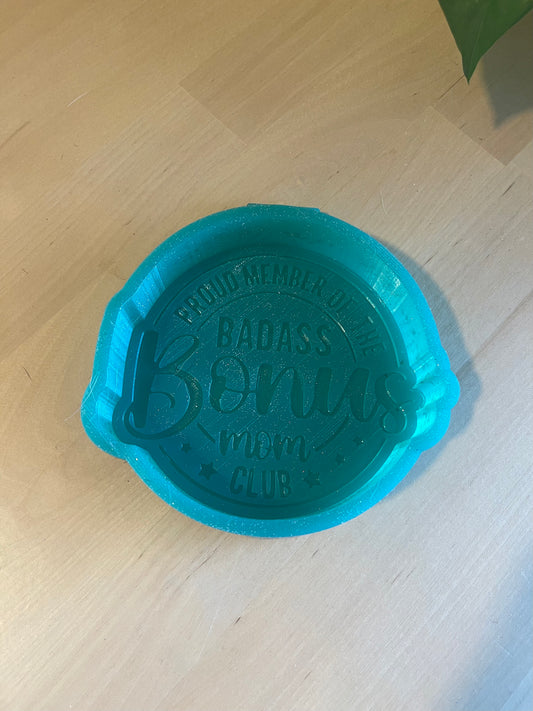 PROUD MEMBER OF THE
BADASS
Bonus
mom
CLUB